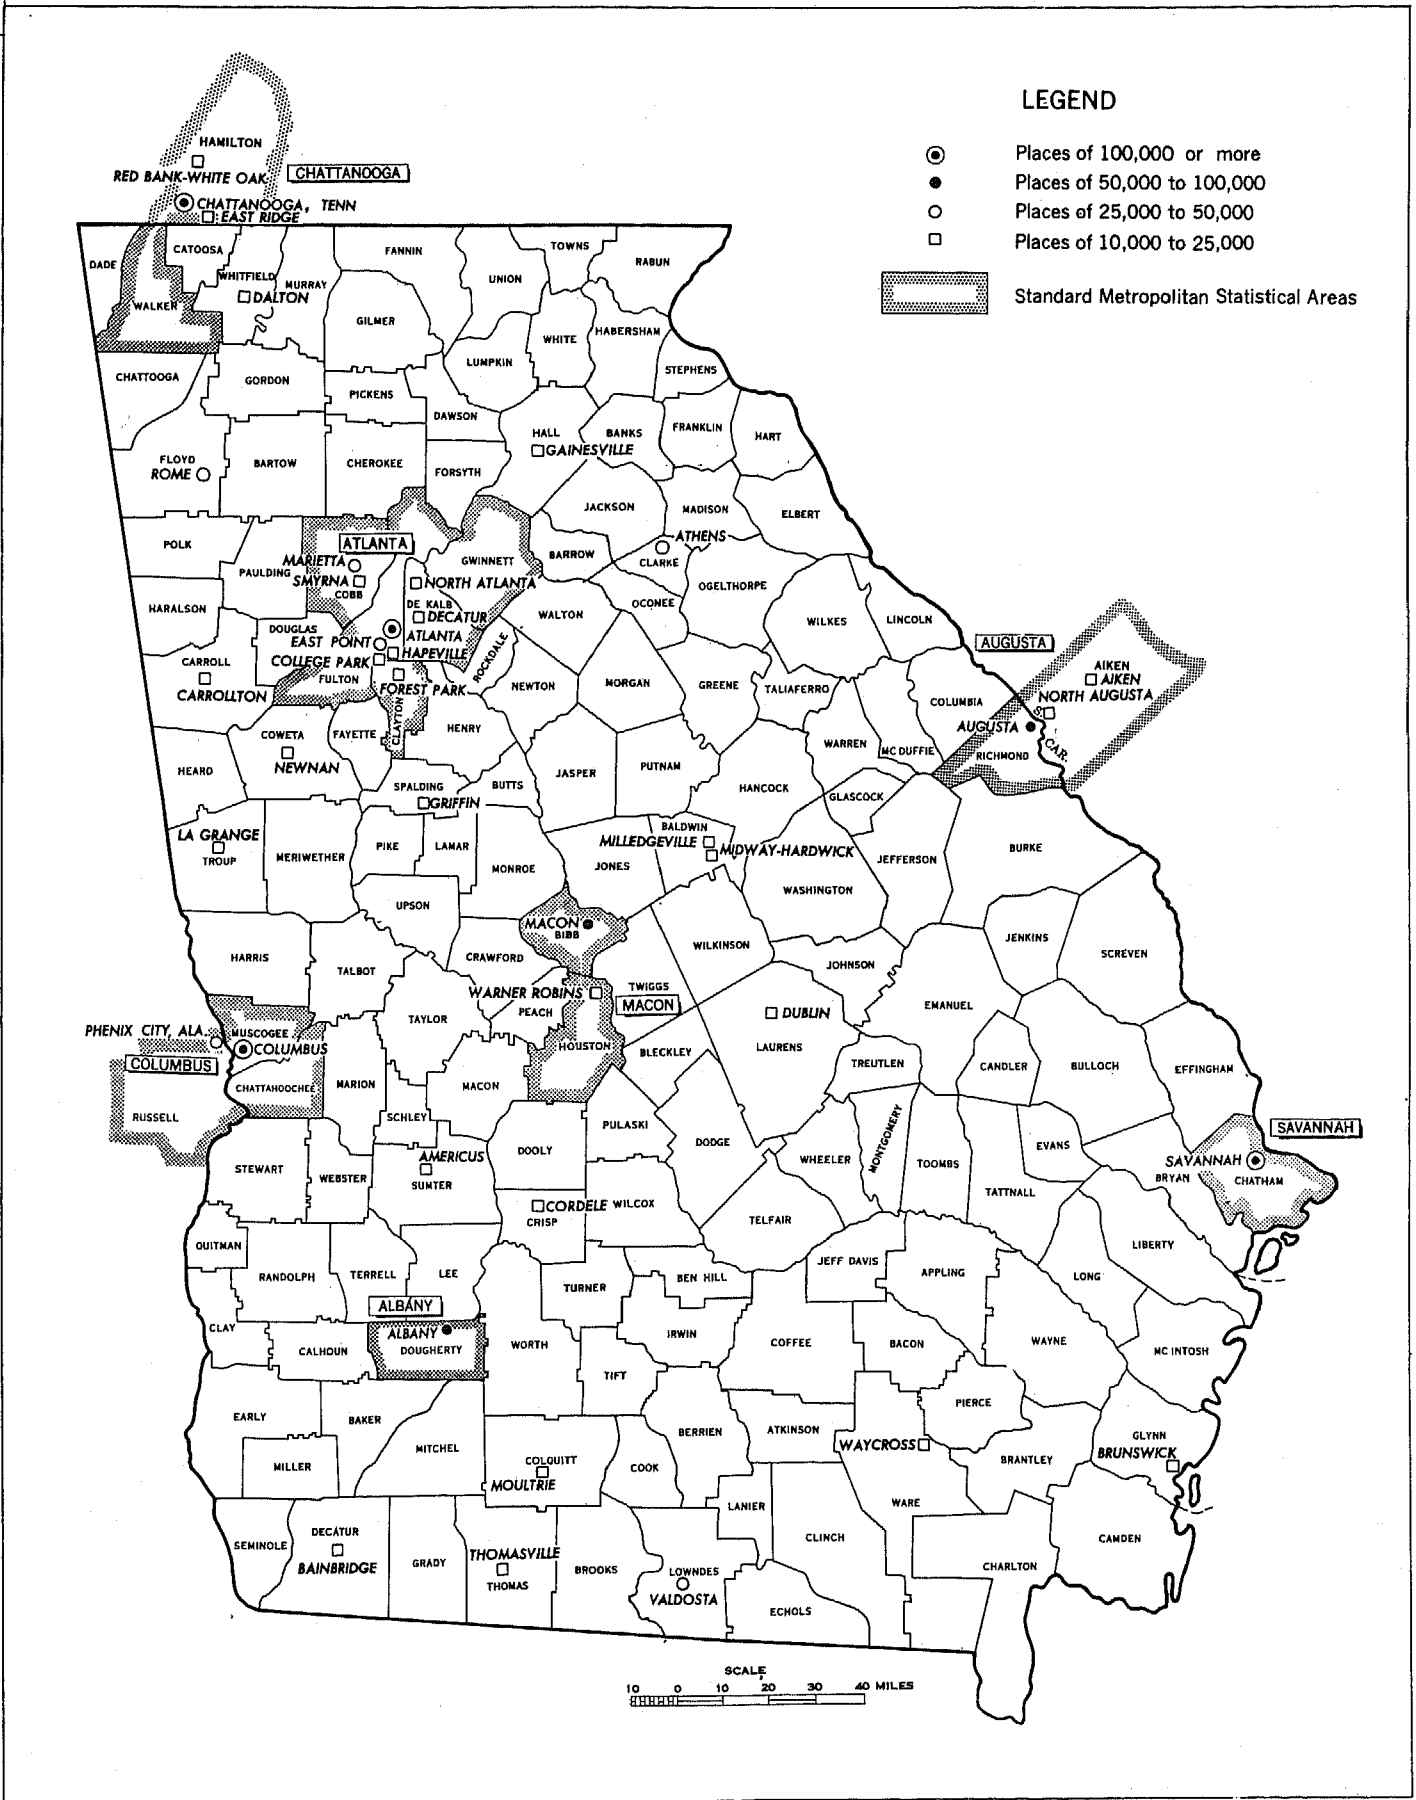 LEGEND
Places of 100,000 or more
Places of 50,000 to 100,000
Places of 25,000 to 50,000
Places of 10,000 to 25,000
Standard Metropolitan Statistical Areas
HAMILTON
RED BANK-WHITE OAK
CHATTANOOGA
CHATTANOOGA, TENN
EAST RIDGE
DADE
CATOOSA
WHITFIELD
MURRAY
FANNIN
UNION
TOWNS
RABUN
WALKER
DALTON
GILMER
LUMPKIN
WHITE
HABERSHAM
STEPHENS
CHATTOOGA
GORDON
PICKENS
DAWSON
HALL
GAINESVILLE
BANKS
FRANKLIN
HART
FLOYD
ROME
BARTOW
CHEROKEE
FORSYTH
JACKSON
MADISON
ELBERT
POLK
PAULDING
ATLANTA
MARIETTA
SMYRNA
COBB
GWINNETT
BARROW
ATHENS
CLARKE
OGELTHORPE
HARALSON
NORTH ATLANTA
DE KALB
DECATUR
WALTON
OCONEE
WILKES
LINCOLN
DOUGLAS
EAST POINT
ATLANTA
HAPEVILLE
COLLEGE PARK
ROCKDALE
CARROLL
CARROLLTON
FULTON
FOREST PARK
CLAYTON
NEWTON
MORGAN
GREENE
TALIAFERRO
COLUMBIA
AUGUSTA
AIKEN
AIKEN
NORTH AUGUSTA
S. CAR.
AUGUSTA
RICHMOND
HENRY
COWETA
NEWNAN
FAYETTE
WARREN
MC DUFFIE
HEARD
SPALDING
GRIFFIN
BUTTS
JASPER
PUTNAM
HANCOCK
GLASCOCK
LA GRANGE
TROUP
MERIWETHER
PIKE
LAMAR
MONROE
JONES
BALDWIN
MILLEDGEVILLE
MIDWAY-HARDWICK
WASHINGTON
JEFFERSON
BURKE
UPSON
MACON
BIBB
WILKINSON
JENKINS
SCREVEN
HARRIS
TALBOT
CRAWFORD
JOHNSON
TWIGGS
WARNER ROBINS
MACON
PEACH
TAYLOR
DUBLIN
LAURENS
EMANUEL
PHENIX CITY, ALA.
MUSCOGEE
COLUMBUS
COLUMBUS
CHATTAHOOCHEE
MARION
MACON
HOUSTON
BLECKLEY
TREUTLEN
CANDLER
BULLOCH
EFFINGHAM
RUSSELL
SCHLEY
DOOLY
PULASKI
DODGE
WHEELER
MONTGOMERY
TOOMBS
EVANS
SAVANNAH
SAVANNAH
CHATHAM
BRYAN
STEWART
WEBSTER
AMERICUS
SUMTER
CORDELE
CRISP
WILCOX
TELFAIR
TATTNALL
LIBERTY
QUITMAN
RANDOLPH
TERRELL
LEE
TURNER
BEN HILL
JEFF DAVIS
APPLING
LONG
CLAY
ALBANY
ALBANY
DOUGHERTY
CALHOUN
WORTH
IRWIN
COFFEE
BACON
WAYNE
MC INTOSH
TIFT
EARLY
BAKER
MITCHEL
BERRIEN
ATKINSON
PIERCE
WAYCROSS
GLYNN
BRUNSWICK
MILLER
COLQUITT
MOULTRIE
COOK
LANIER
WARE
BRANTLEY
SEMINOLE
DECATUR
BAINBRIDGE
GRADY
THOMASVILLE
THOMAS
BROOKS
LOWNDES
VALDOSTA
CLINCH
ECHOLS
CHARLTON
CAMDEN
SCALE
10 0 10 20 30 40 MILES